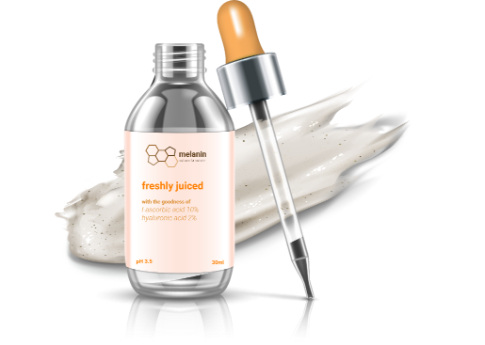 melanin
freshly juiced
with the goodness of
l-ascorbic acid 10%
hyaluronic acid 2%
pH 3.5
30ml